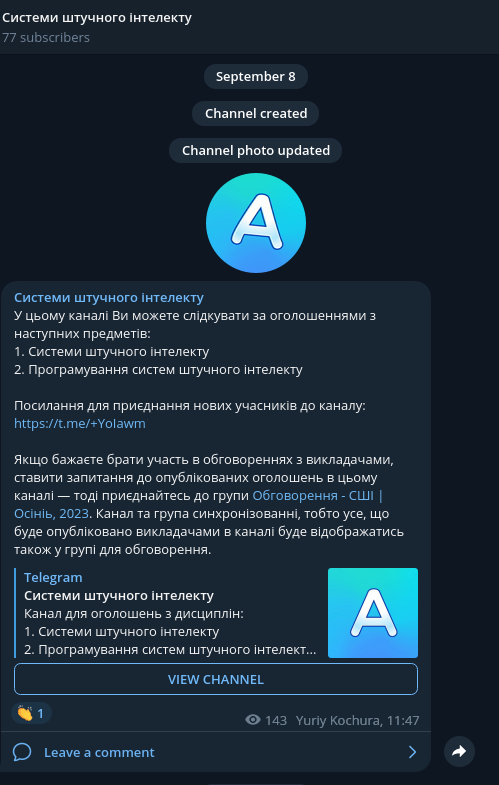 Системи штучного інтелекту
77 subscribers
September 8
Channel created
Channel photo updated
A
Системи штучного інтелекту
У цьому каналі Ви можете слідкувати за оголошеннями з
наступних предметів:
1. Системи штучного інтелекту
2. Програмування систем штучного інтелекту
Посилання для приєднання нових учасників до каналу:
https://t.me/+YoIawm
Якщо бажаєте брати участь в обговореннях з викладачами,
ставити запитання до опублікованих оголошень в цьому
каналі — тоді приєднайтесь до групи Обговорення - СШІ |
Осінь, 2023. Канал та група синхронізованні, тобто усе, що
буде опубліковано викладачами в каналі буде відображатись
також у групі для обговорення.
Telegram
Системи штучного інтелекту
Канал для оголошень з дисциплін:
1. Системи штучного інтелекту
2. Програмування систем штучного інтелект...
A
VIEW CHANNEL
1
143 Yuriy Kochura, 11:47
Leave a comment